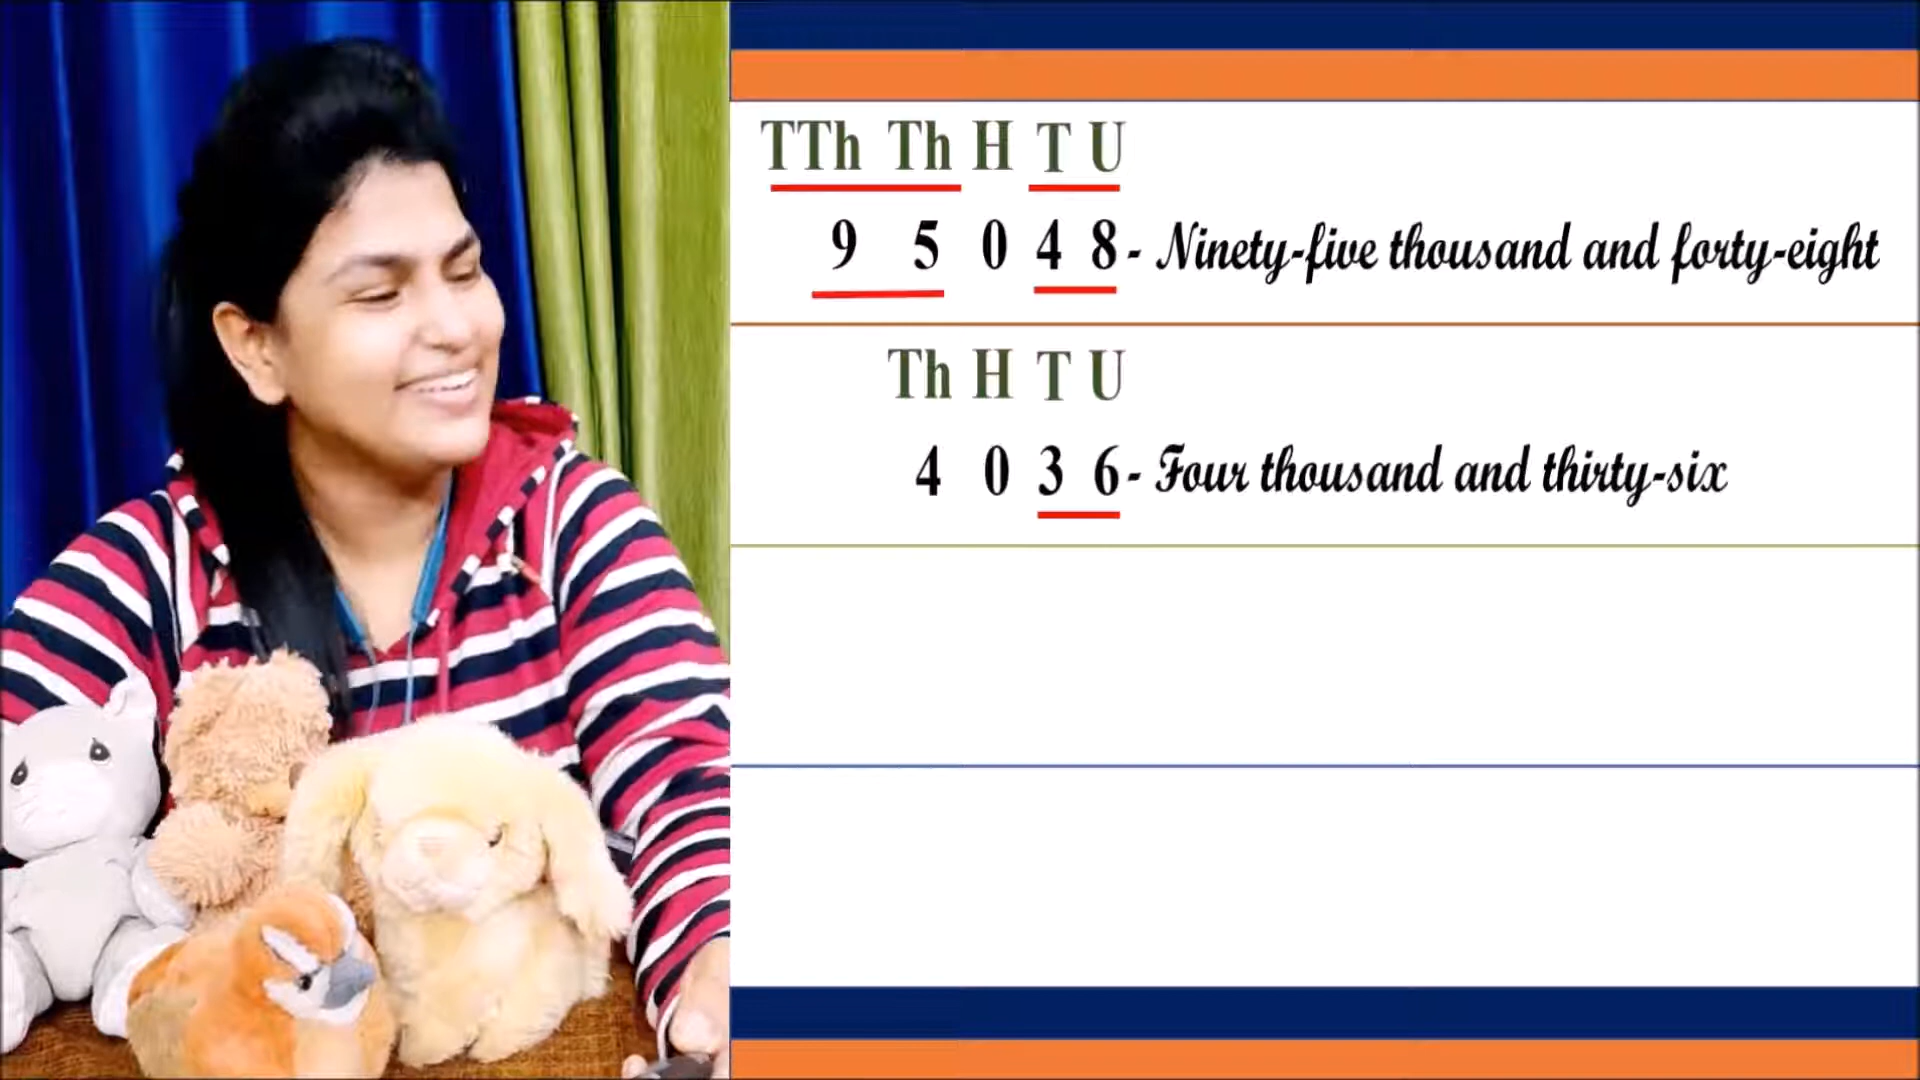 TTh Th H T U
9 5 0 4 8 - Ninety-five thousand and forty-eight
Th H T U
4 0 3 6 - Four thousand and thirty-six